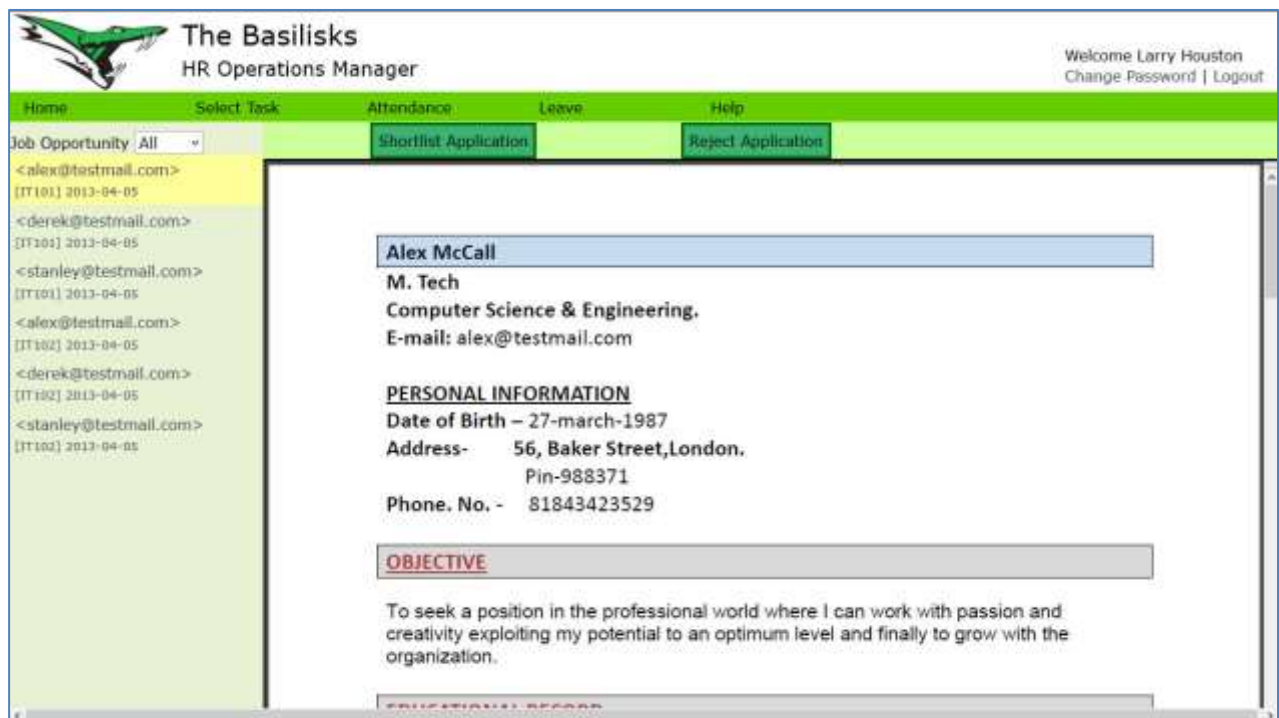 The Basilisks
HR Operations Manager
Welcome Larry Houston
Change Password | Logout
Home Select Task Attendance Leave Help
Job Opportunity All
Shortlist Application Reject Application
<alex@testmail.com>
[IT101] 2013-04-05
<derek@testmail.com>
[IT101] 2013-04-05
<stanley@testmail.com>
[IT101] 2013-04-05
<alex@testmail.com>
[IT102] 2013-04-05
<derek@testmail.com>
[IT102] 2013-04-05
<stanley@testmail.com>
[IT102] 2013-04-05
Alex McCall
M. Tech
Computer Science & Engineering.
E-mail: alex@testmail.com
PERSONAL INFORMATION
Date of Birth – 27-march-1987
Address- 56, Baker Street,London.
Pin-988371
Phone. No. - 81843423529
OBJECTIVE
To seek a position in the professional world where I can work with passion and
creativity exploiting my potential to an optimum level and finally to grow with the
organization.
EDUCATIONAL RECORD